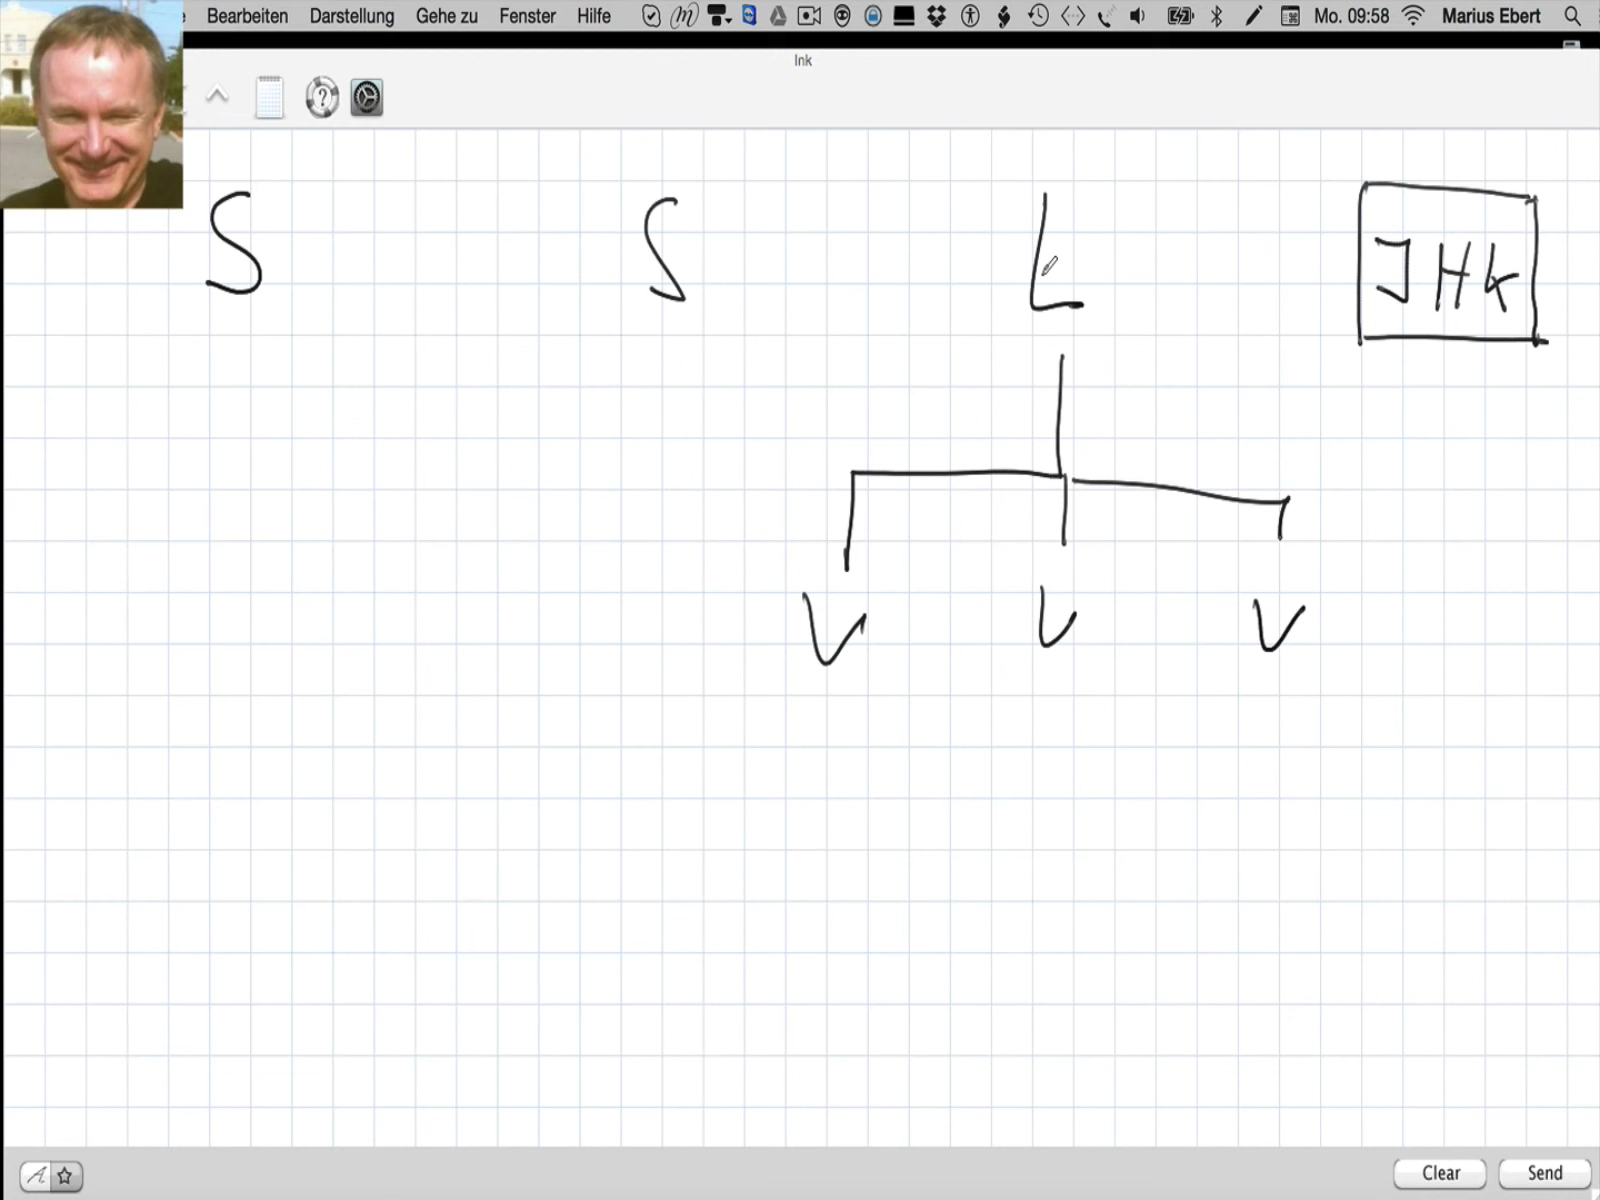 Bearbeiten Darstellung Gehe zu Fenster Hilfe Mo. 09:58 Marius Ebert
Ink
S S L IHK
V V V
Clear Send